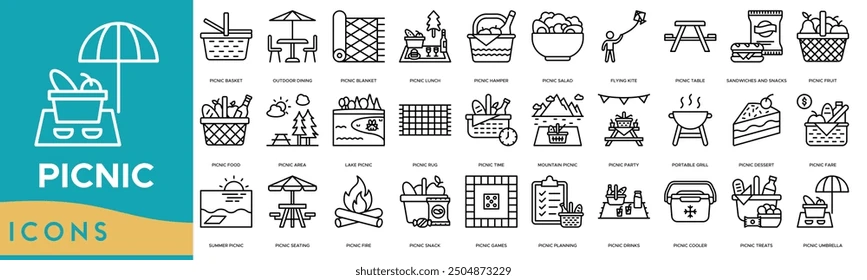 PICNIC
ICONS
PICNIC BASKET
OUTDOOR DINING
PICNIC BLANKET
PICNIC LUNCH
PICNIC HAMPER
PICNIC SALAD
FLYING KITE
PICNIC TABLE
SANDWICHES AND SNACKS
PICNIC FRUIT
PICNIC FOOD
PICNIC AREA
LAKE PICNIC
PICNIC RUG
PICNIC TIME
MOUNTAIN PICNIC
PICNIC PARTY
PORTABLE GRILL
PICNIC DESSERT
PICNIC FARE
SUMMER PICNIC
PICNIC SEATING
PICNIC FIRE
PICNIC SNACK
PICNIC GAMES
PICNIC PLANNING
PICNIC DRINKS
PICNIC COOLER
PICNIC TREATS
PICNIC UMBRELLA
shutterstock.com · 2504873229